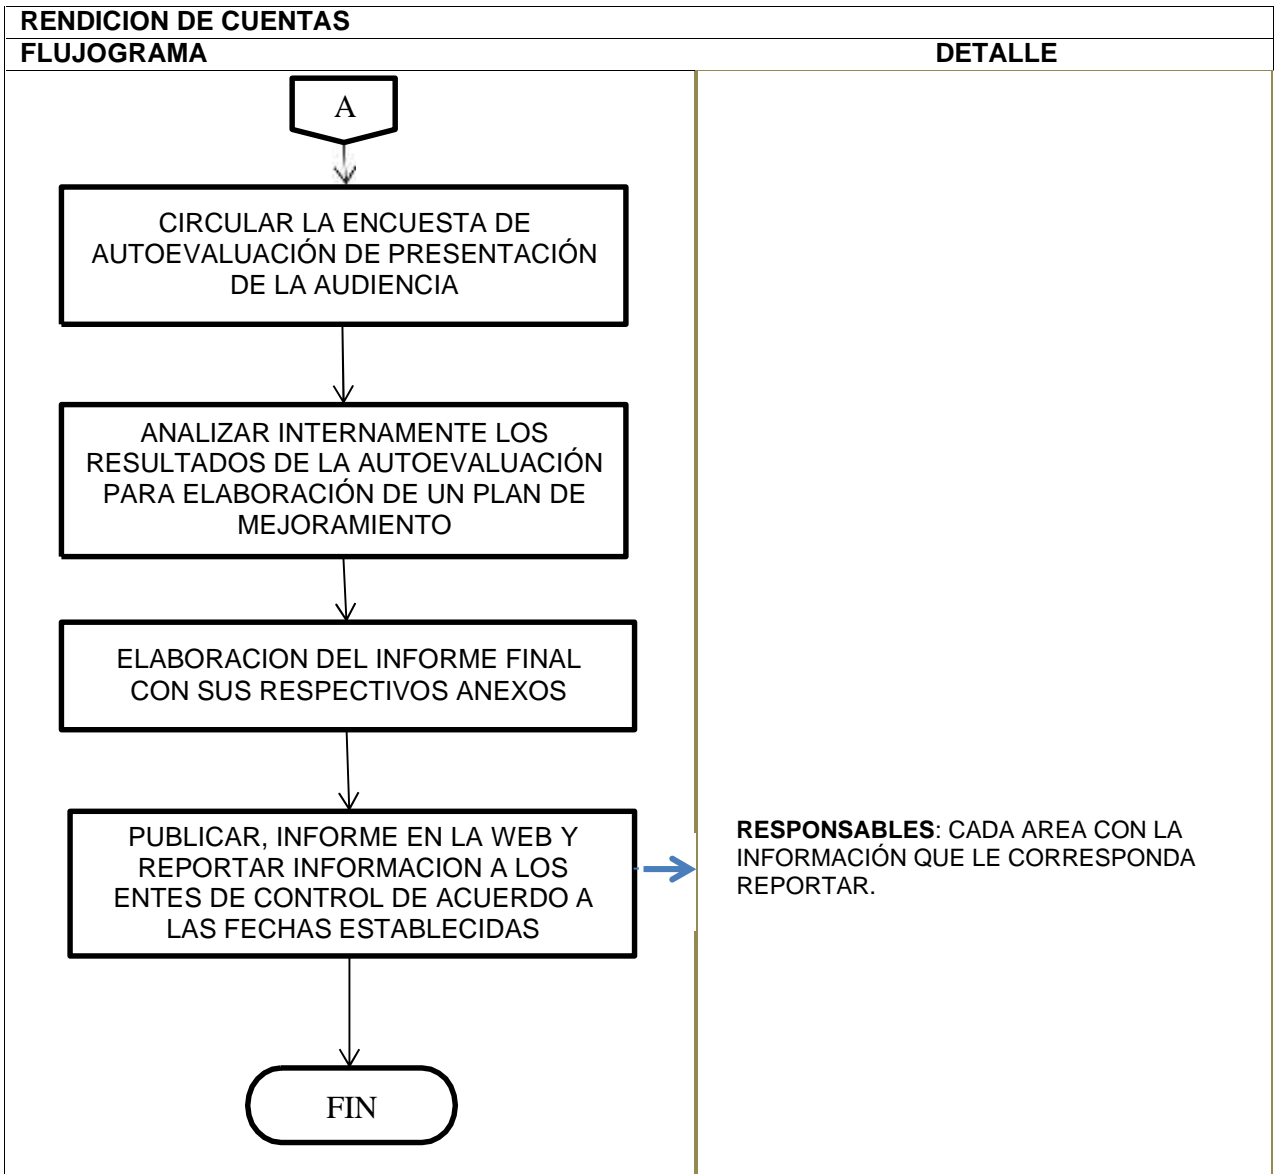 RENDICION DE CUENTAS
FLUJOGRAMA
DETALLE
A
CIRCULAR LA ENCUESTA DE
AUTOEVALUACIÓN DE PRESENTACIÓN
DE LA AUDIENCIA
ANALIZAR INTERNAMENTE LOS
RESULTADOS DE LA AUTOEVALUACIÓN
PARA ELABORACIÓN DE UN PLAN DE
MEJORAMIENTO
ELABORACION DEL INFORME FINAL
CON SUS RESPECTIVOS ANEXOS
PUBLICAR, INFORME EN LA WEB Y
REPORTAR INFORMACION A LOS
ENTES DE CONTROL DE ACUERDO A
LAS FECHAS ESTABLECIDAS
RESPONSABLES: CADA AREA CON LA
INFORMACIÓN QUE LE CORRESPONDA
REPORTAR.
FIN